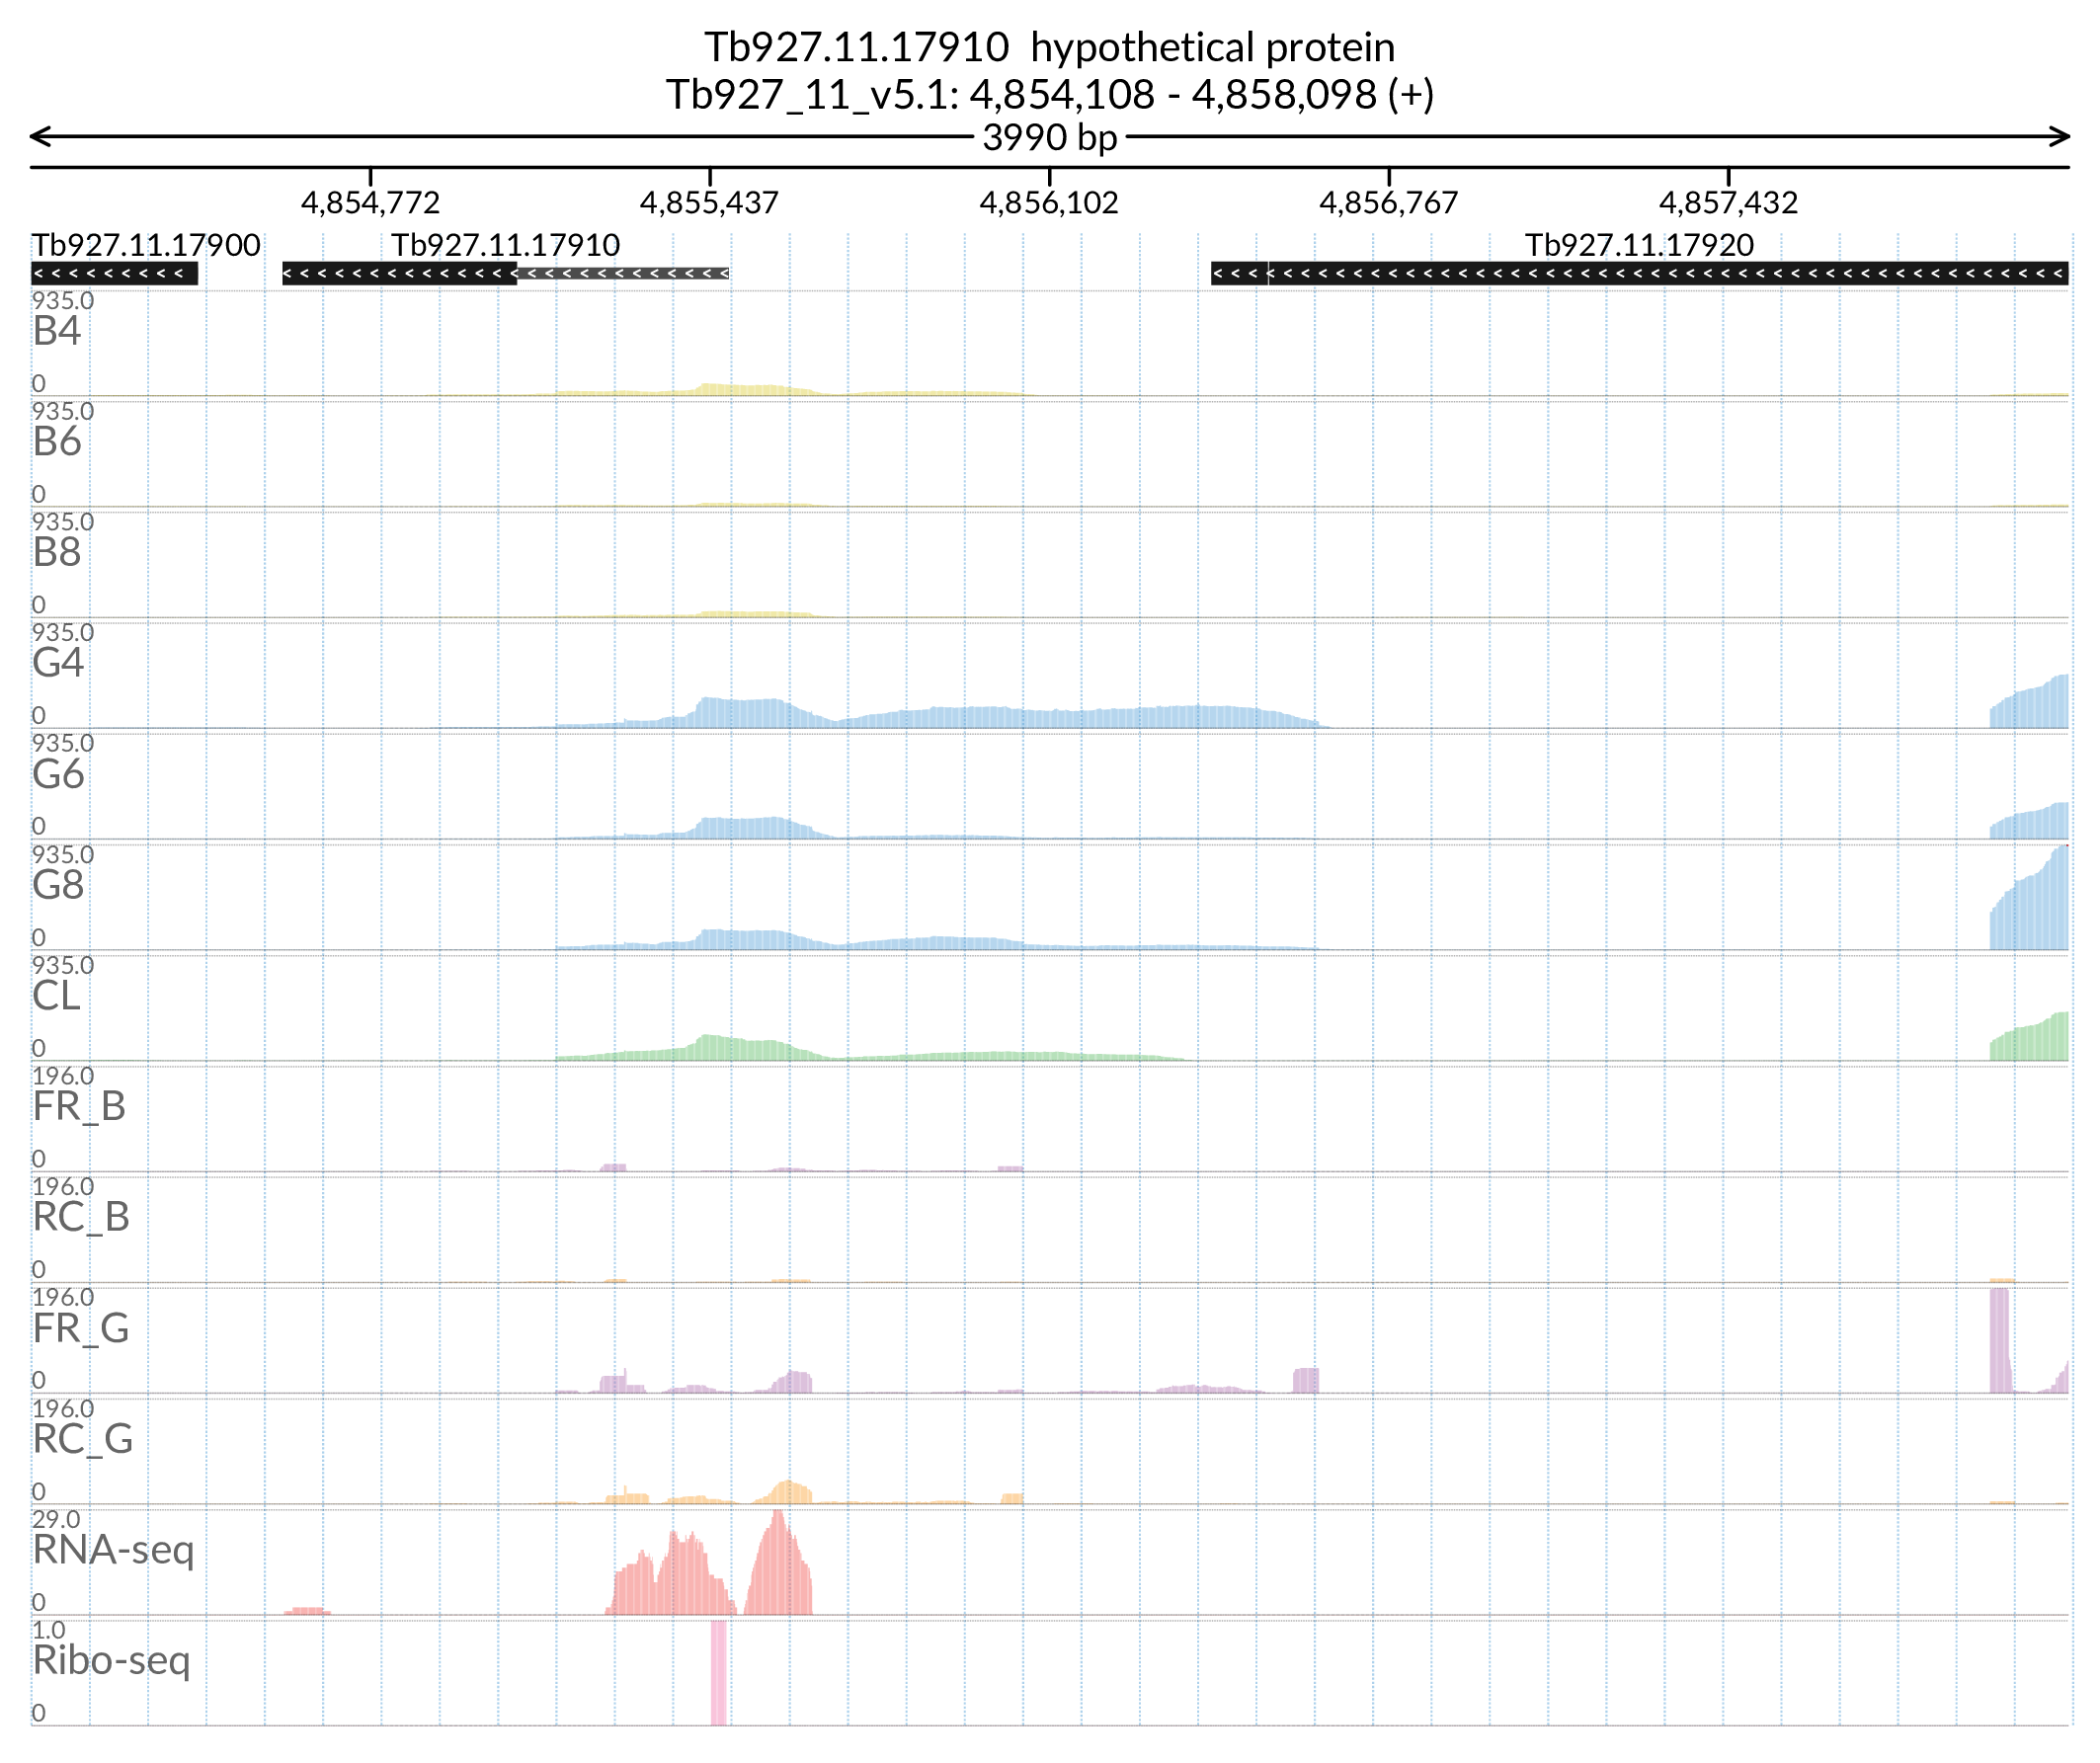 Tb927.11.17910 hypothetical protein
Tb927_11_v5.1: 4,854,108 - 4,858,098 (+)
3990 bp
4,854,772 4,855,437 4,856,102 4,856,767 4,857,432
Tb927.11.17900 Tb927.11.17910 Tb927.11.17920
935.0
B4
0
935.0
B6
0
935.0
B8
0
935.0
G4
0
935.0
G6
0
935.0
G8
0
935.0
CL
0
196.0
FR_B
0
196.0
RC_B
0
196.0
FR_G
0
196.0
RC_G
0
29.0
RNA-seq
0
1.0
Ribo-seq
0